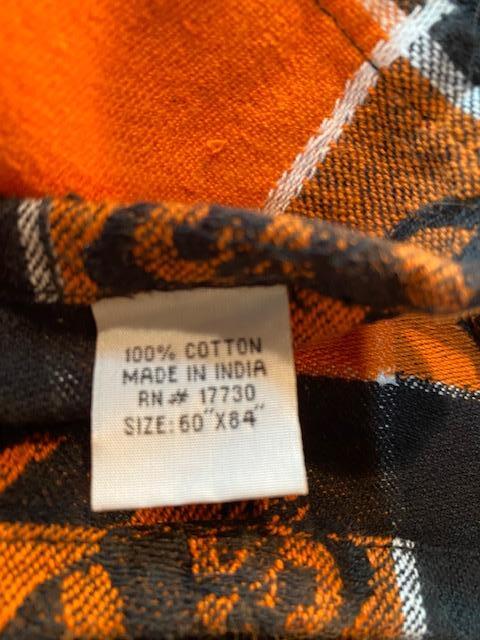 100% COTTON
MADE IN INDIA
RN # 17730
SIZE: 60"X84"